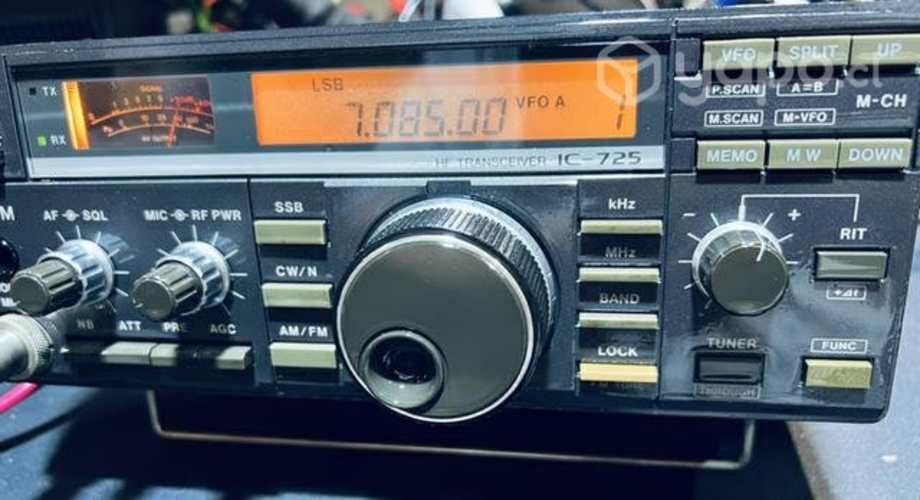 yapo.cl
TX
RX
SIGNAL
LSB
7.085.00
VFO A
1
HF TRANSCEIVER IC-725
VFO
SPLIT
UP
P.SCAN
A=B
M-CH
M.SCAN
M-VFO
MEMO
MW
DOWN
AF
SQL
MIC
RF PWR
SSB
CW/N
AM/FM
NB
ATT
PRE
AGC
kHz
MHz
BAND
LOCK
- +
RIT
TUNER
THROUGH
FUNC